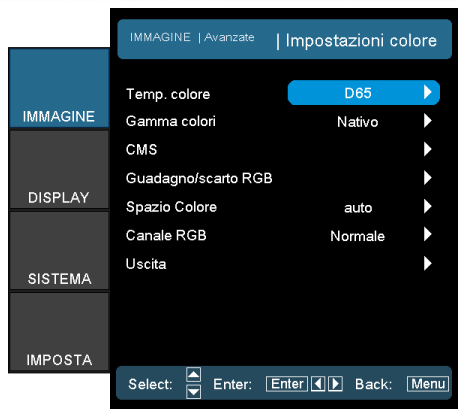 IMMAGINE | Avanzate | Impostazioni colore
IMMAGINE
DISPLAY
SISTEMA
IMPOSTA
Temp. colore D65
Gamma colori Nativo
CMS
Guadagno/scarto RGB
Spazio Colore auto
Canale RGB Normale
Uscita
Select: Enter: Enter Back: Menu